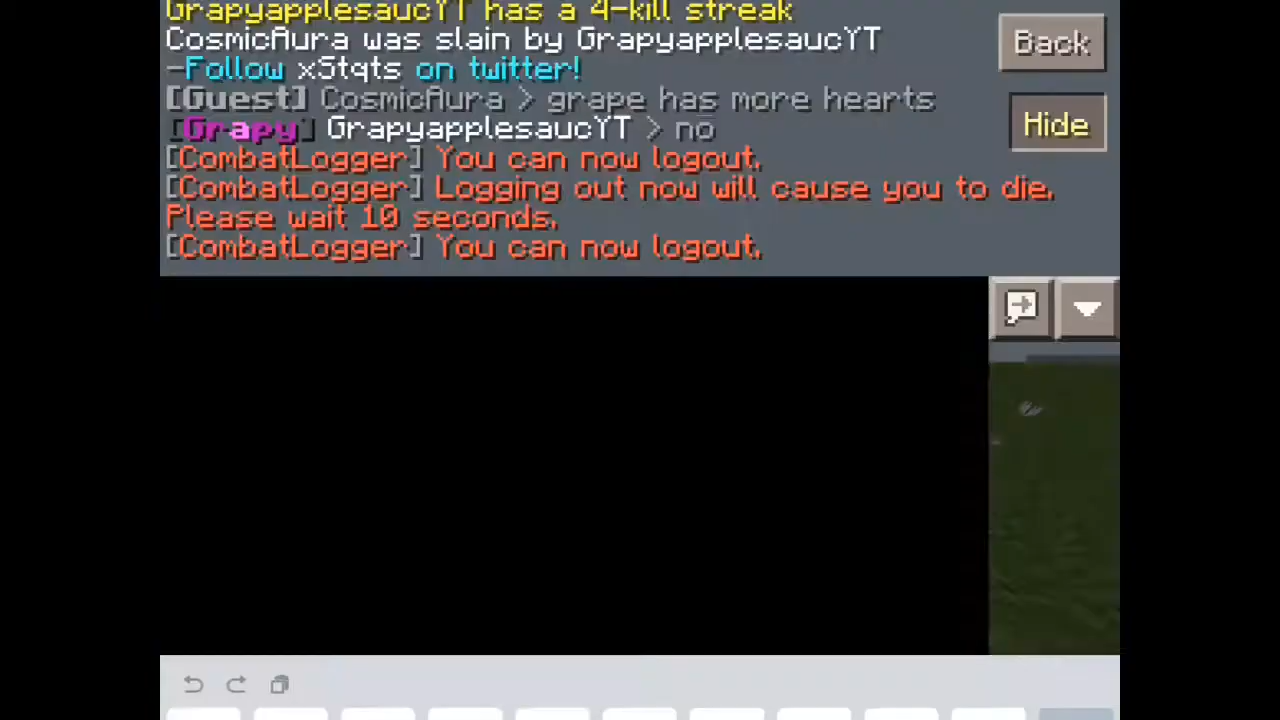 GrapyapplesaucYT has a 4-kill streak
CosmicAura was slain by GrapyapplesaucYT
-Follow xStqts on twitter!
[Guest] CosmicAura > grape has more hearts
[Grapy] GrapyapplesaucYT > no
[CombatLogger] You can now logout.
[CombatLogger] Logging out now will cause you to die.
Please wait 10 seconds.
[CombatLogger] You can now logout.
Back
Hide